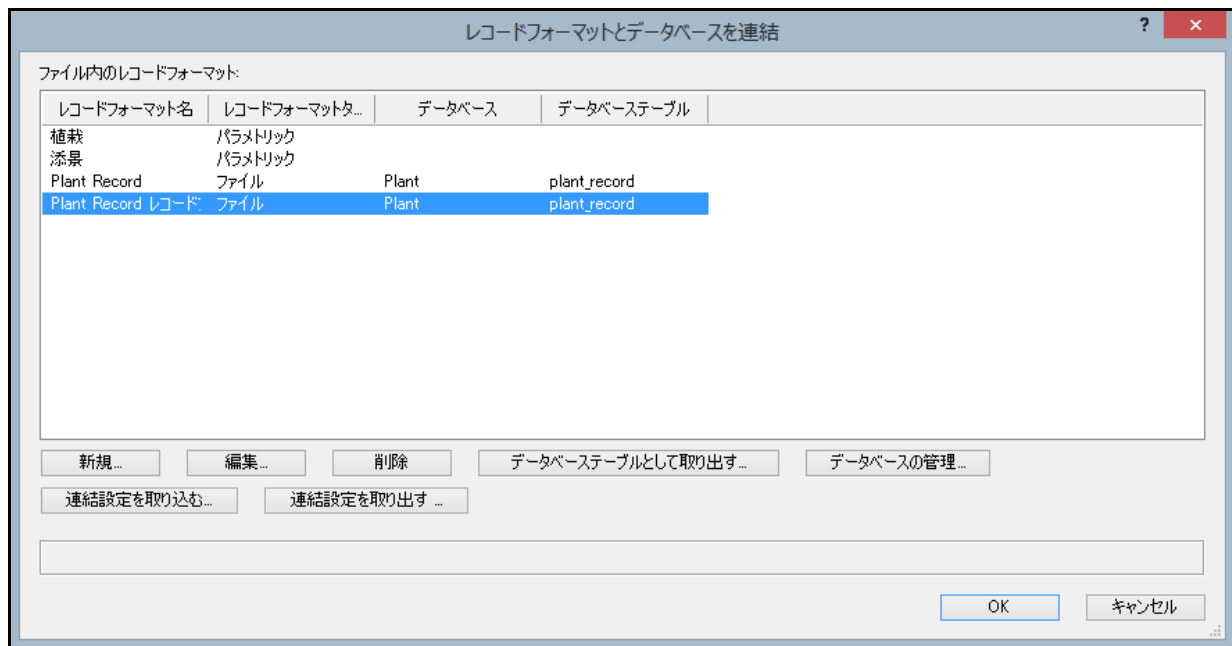 レコードフォーマットとデータベースを連結 ? ×
ファイル内のレコードフォーマット:
レコードフォーマット名 レコードフォーマットタ... データベース データベーステーブル
植栽 パラメトリック
添景 パラメトリック
Plant Record ファイル Plant plant_record
Plant Record レコード ファイル Plant plant_record
新規... 編集... 削除 データベーステーブルとして取り出す... データベースの管理...
連結設定を取り込む... 連結設定を取り出す ...
OK キャンセル